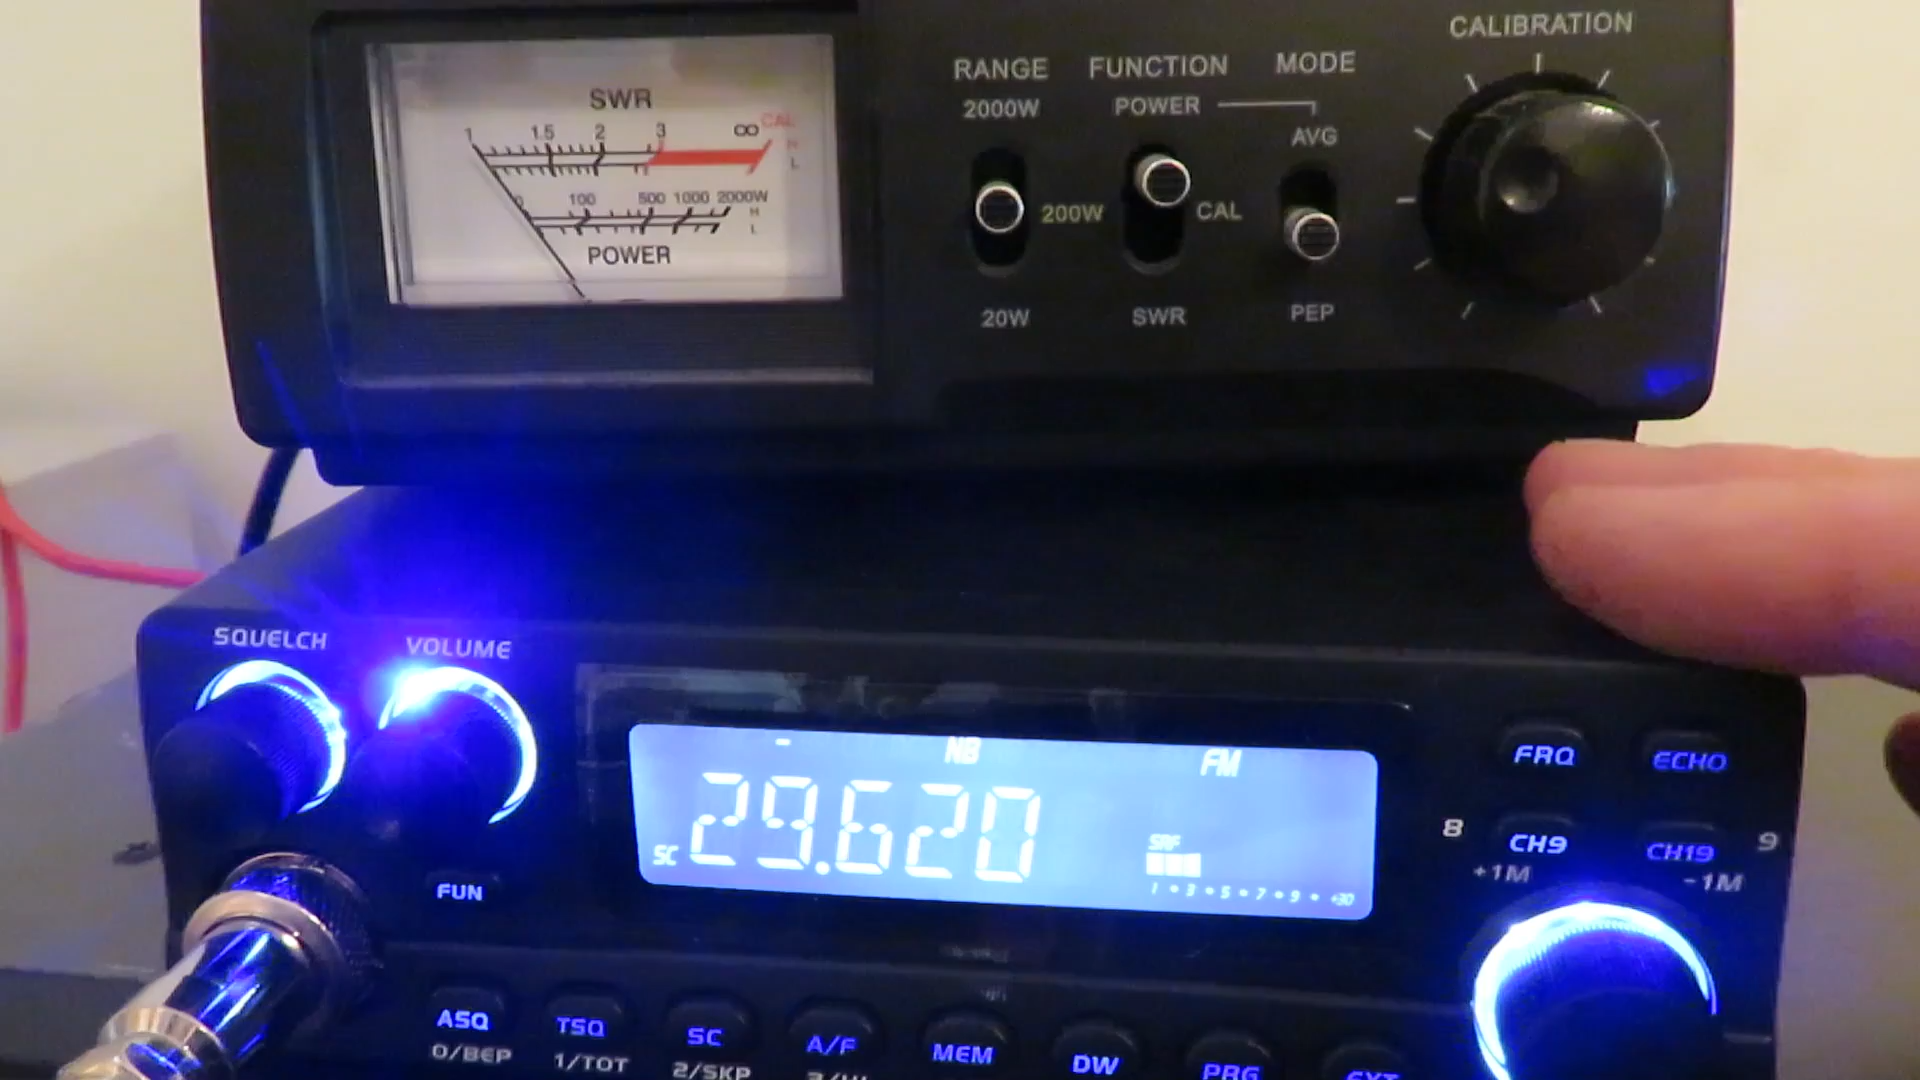 SWR
1 1.5 2 3 ∞ CAL
H
L
0 100 500 1000 2000W
H
L
POWER
RANGE FUNCTION MODE CALIBRATION
2000W POWER
AVG
200W CAL
20W SWR PEP
SQUELCH VOLUME
- NB FM
SC 29.620
SRF
1 • 3 • 5 • 7 • 9 • +30
FRQ ECHO
8 CH9 CH19 9
+1M -1M
FUN
ASQ TSQ SC A/F MEM DW PRG EXT
0/BEP 1/TOT 2/SKP